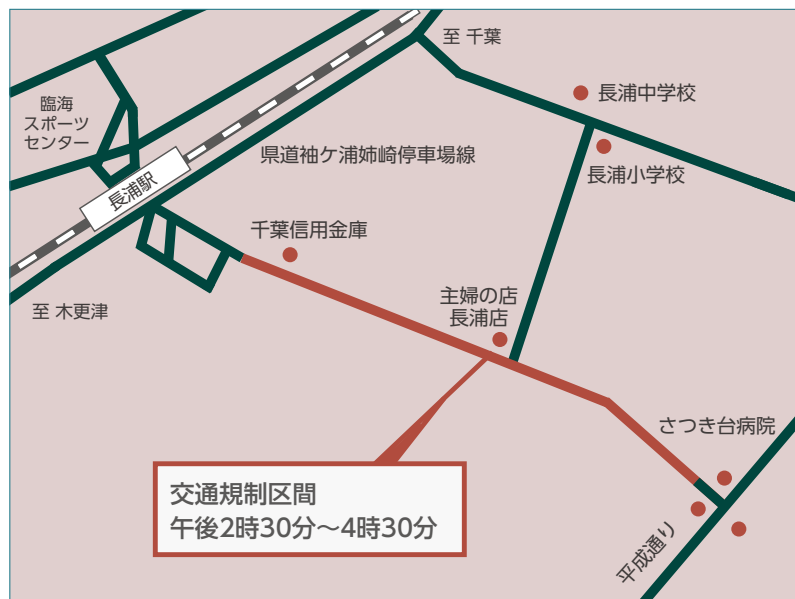 至 千葉
長浦中学校
臨海
スポーツ
センター
県道袖ケ浦姉崎停車場線
長浦小学校
長浦駅
千葉信用金庫
主婦の店
長浦店
至 木更津
さつき台病院
交通規制区間
午後2時30分～4時30分
平成通り